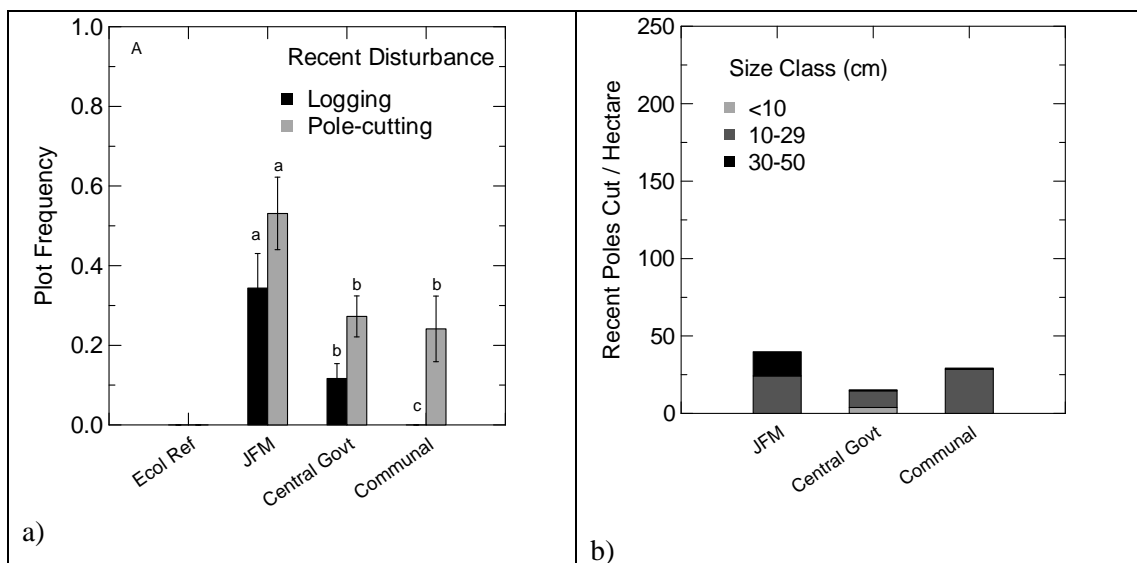 A
Recent Disturbance
Logging
Pole-cutting
Plot Frequency
1.0
0.8
0.6
0.4
0.2
0.0
a
a
b
b
c
b
Ecol Ref
JFM
Central Govt
Communal
a)
Size Class (cm)
<10
10-29
30-50
Recent Poles Cut / Hectare
250
200
150
100
50
0
JFM
Central Govt
Communal
b)